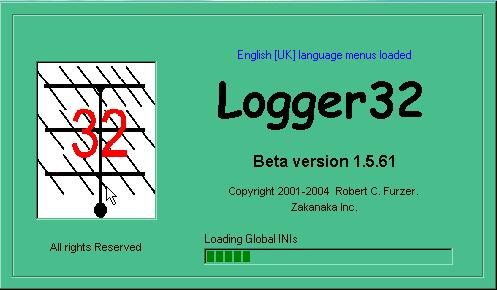 English [UK] language menus loaded
Logger32
32
Beta version 1.5.61
Copyright 2001-2004 Robert C. Furzer.
Zakanaka Inc.
Loading Global INIs
All rights Reserved